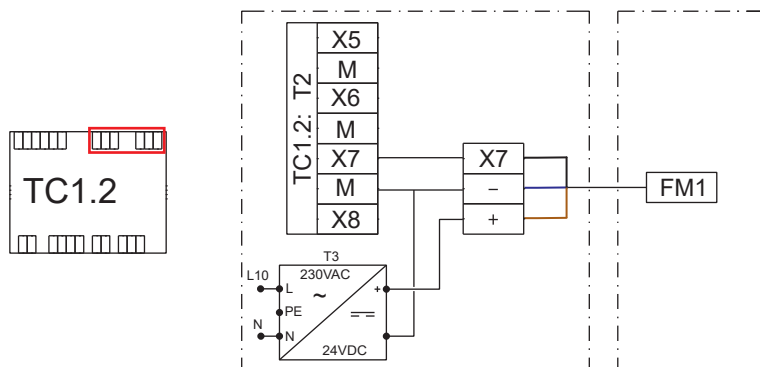 TC1.2
TC1.2: T2
X5
M
X6
M
X7
M
X8
X7
–
+
FM1
T3
230VAC
L10
L
~
+
PE
N
N
24VDC